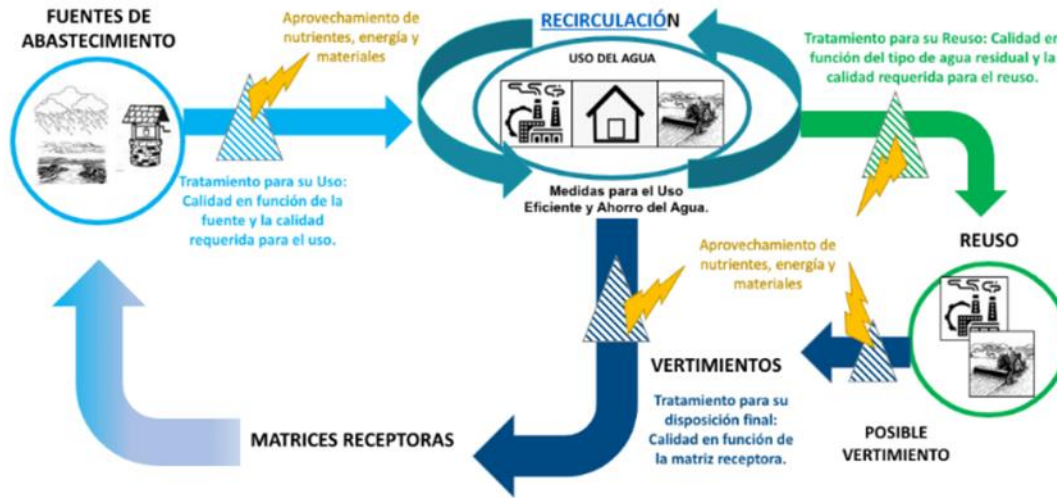 FUENTES DE
ABASTECIMIENTO
Aprovechamiento de
nutrientes, energía y
materiales
Tratamiento para su Uso:
Calidad en función de la
fuente y la calidad
requerida para el uso.
RECIRCULACIÓN
USO DEL AGUA
Medidas para el Uso
Eficiente y Ahorro del Agua.
Tratamiento para su Reuso: Calidad en
función del tipo de agua residual y la
calidad requerida para el reuso.
REUSO
Aprovechamiento de
nutrientes, energía y
materiales
VERTIMIENTOS
Tratamiento para su
disposición final:
Calidad en función de
la matriz receptora.
POSIBLE
VERTIMIENTO
MATRICES RECEPTORAS